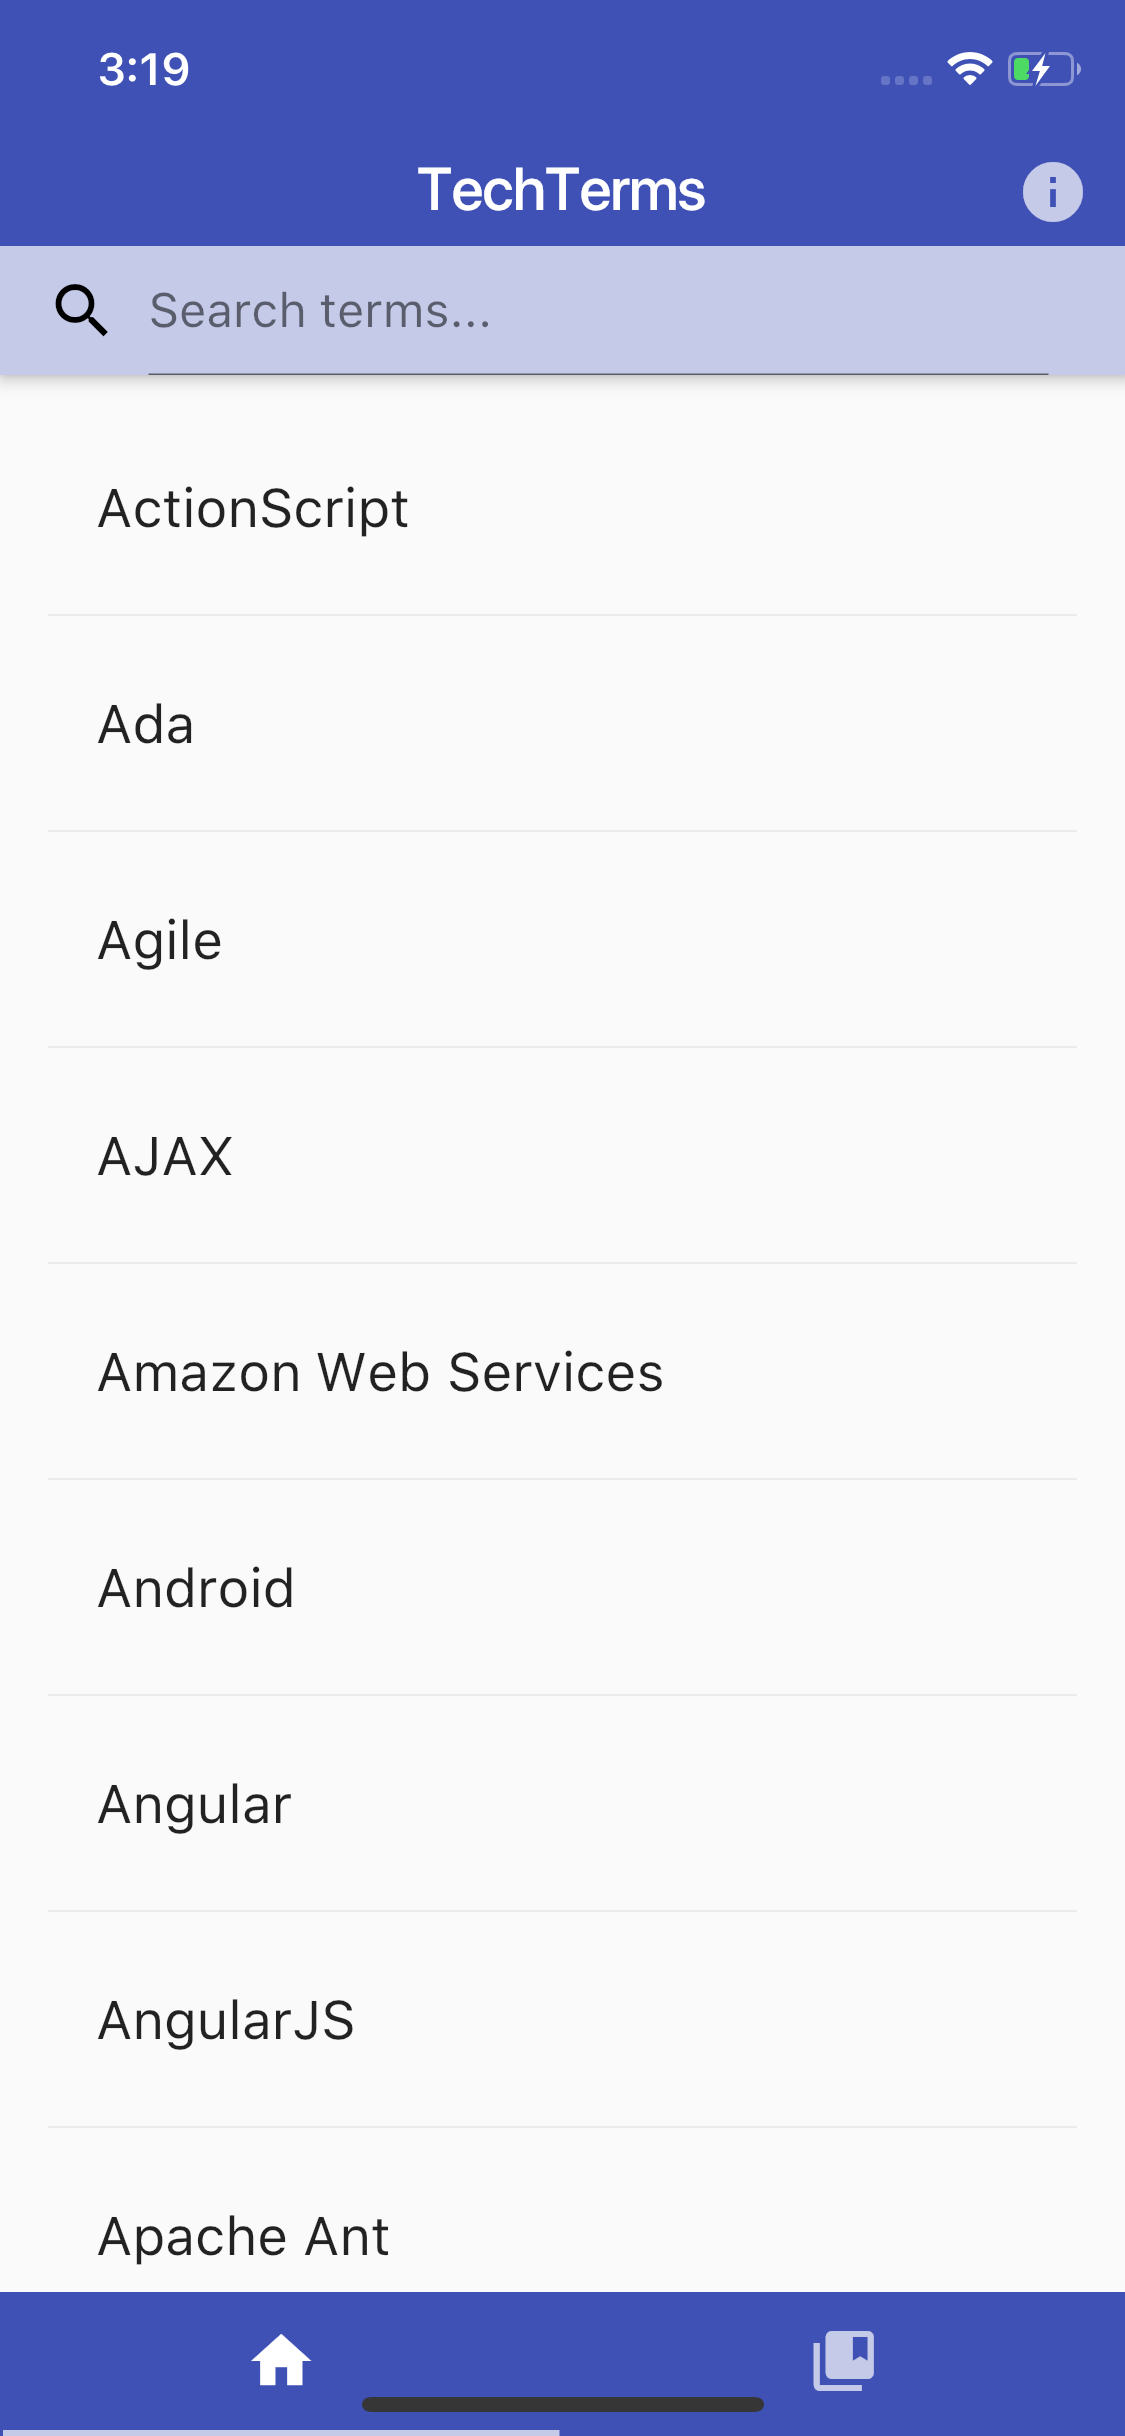 3:19
TechTerms
Search terms...
ActionScript
Ada
Agile
AJAX
Amazon Web Services
Android
Angular
AngularJS
Apache Ant